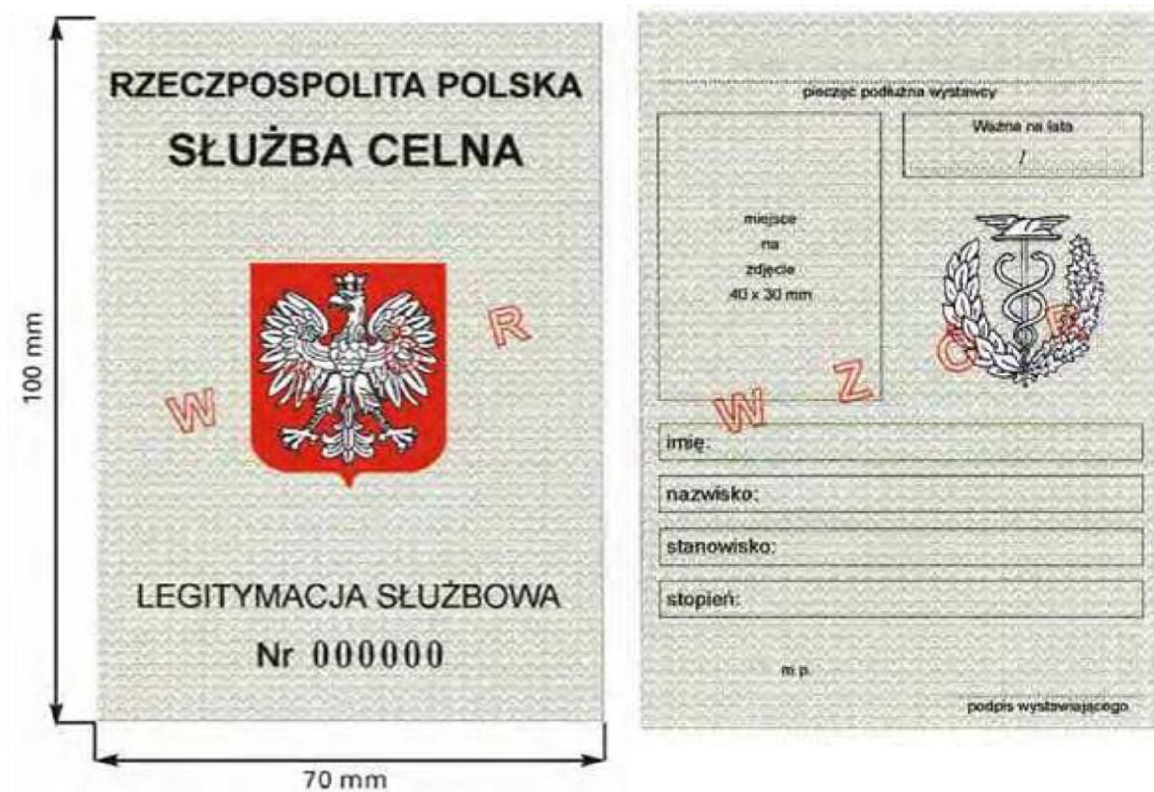 RZECZPOSPOLITA POLSKA
SŁUŻBA CELNA
W R
LEGITYMACJA SŁUŻBOWA
Nr 000000
100 mm
70 mm
pieczęć podłużna wystawcy
Ważna na lata
/
miejsce
na
zdjęcie
40 x 30 mm
W Z Ó R
imię:
nazwisko:
stanowisko:
stopień:
m.p.
podpis wystawiającego